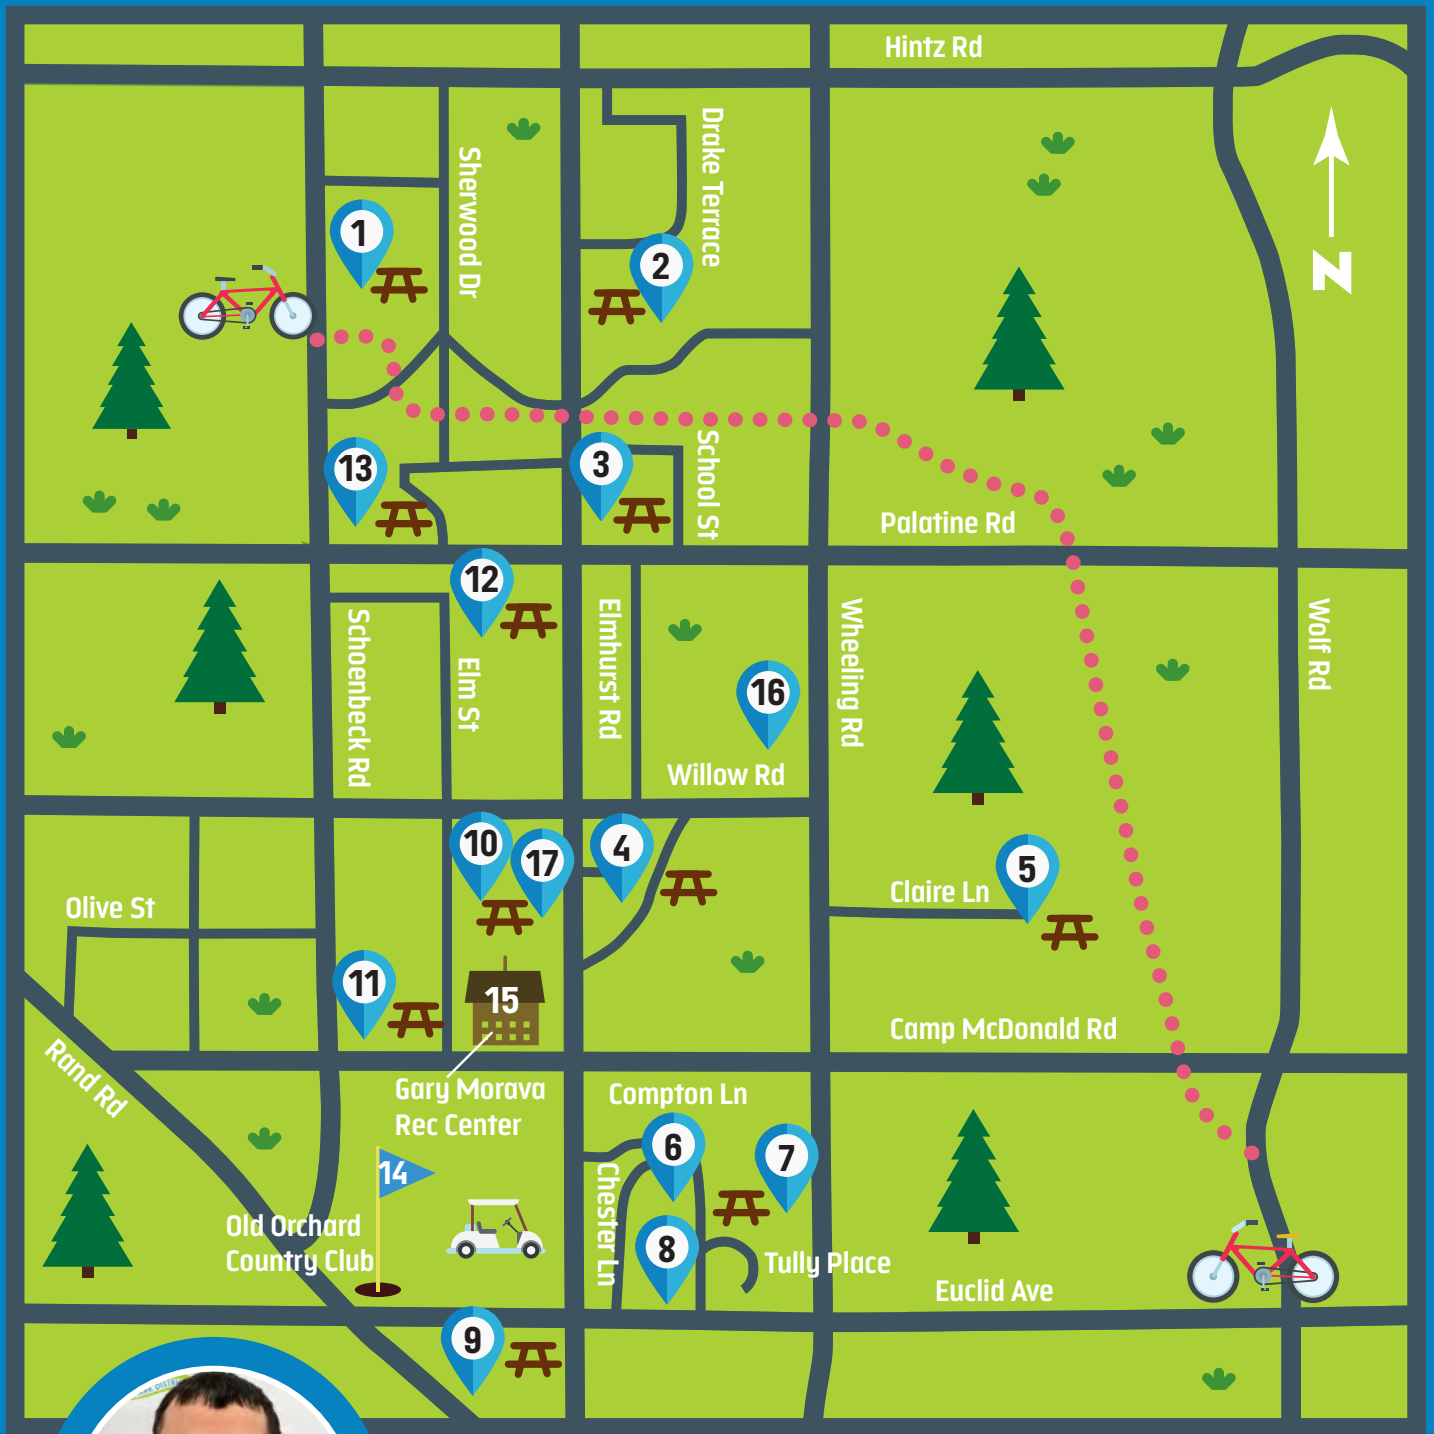 Hintz Rd
Drake Terrace
Sherwood Dr
1
2
N
13
3
School St
Palatine Rd
12
Schoenbeck Rd
Elm St
Elmhurst Rd
Wheeling Rd
Wolf Rd
16
Willow Rd
10
17
4
5
Claire Ln
Olive St
11
15
Camp McDonald Rd
Rand Rd
Gary Morava
Rec Center
Compton Ln
6
7
14
Chester Ln
Old Orchard
Country Club
8
Tully Place
Euclid Ave
9